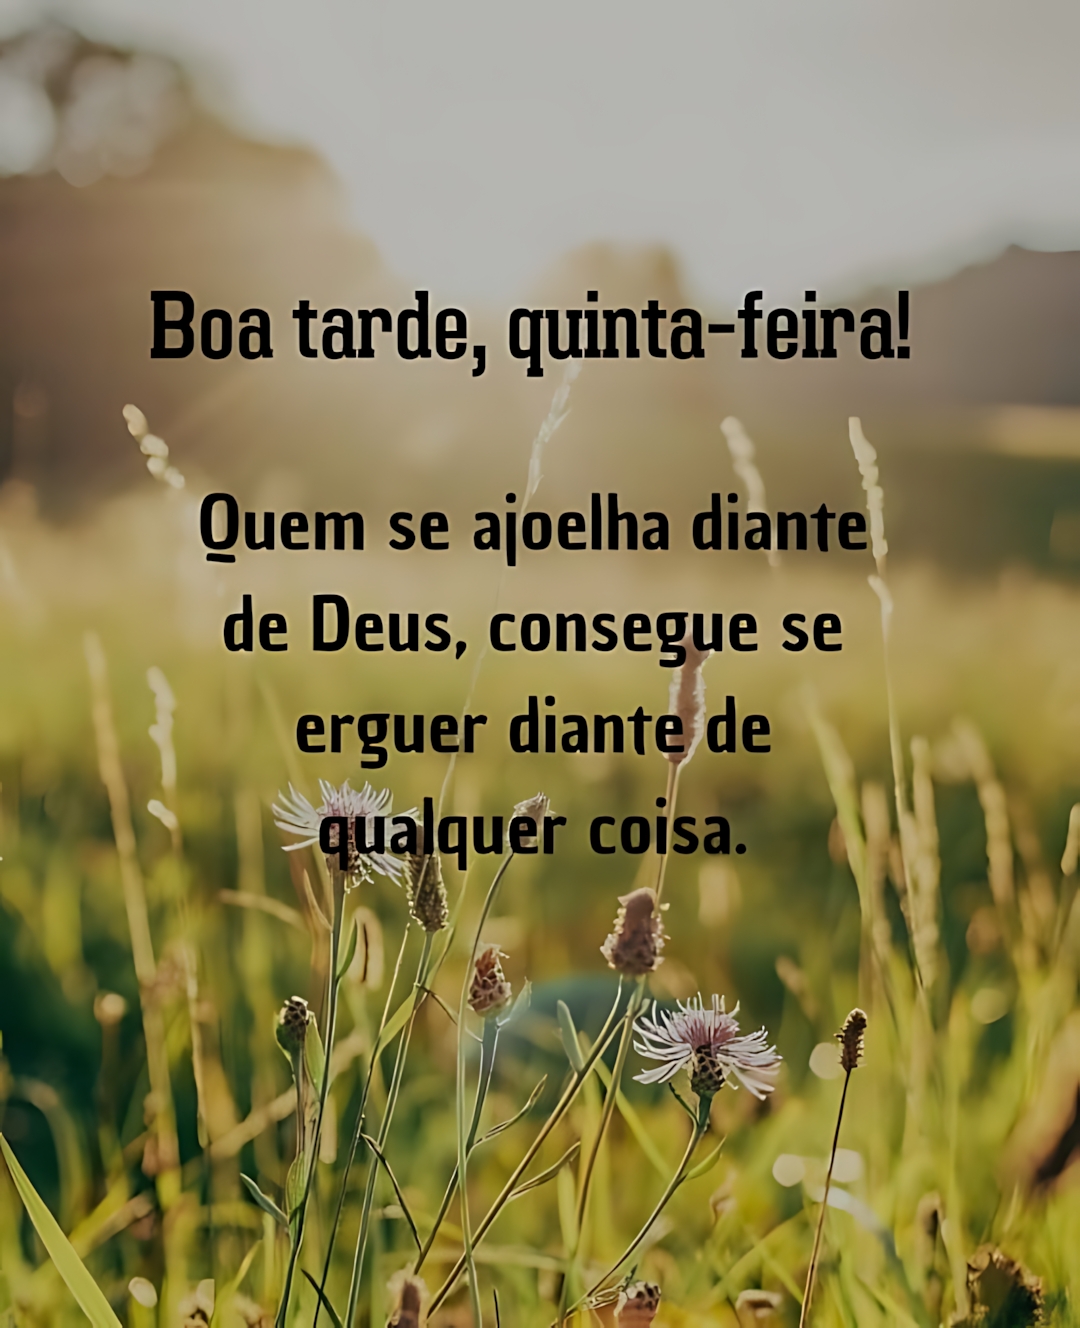 Boa tarde, quinta-feira!
Quem se ajoelha diante
de Deus, consegue se
erguer diante de
qualquer coisa.